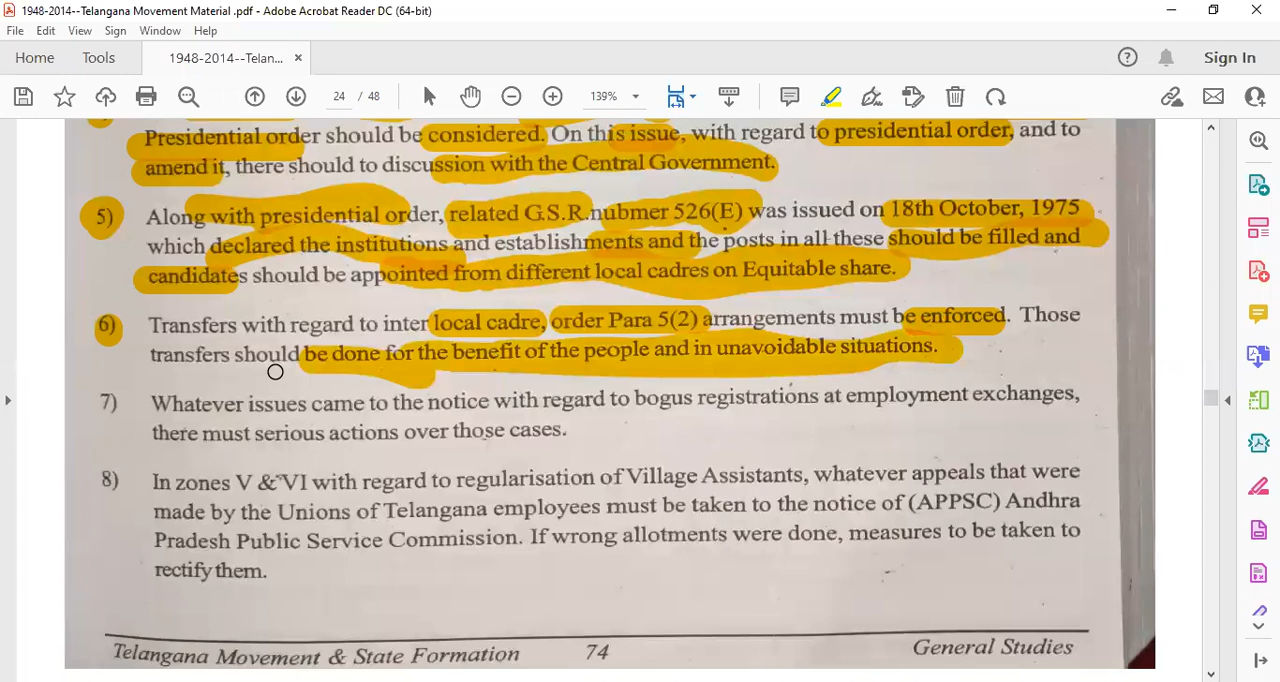 1948-2014--Telangana Movement Material .pdf - Adobe Acrobat Reader DC (64-bit)
File Edit View Sign Window Help
Home Tools 1948-2014--Telan... × Sign In
24 / 48 139%
Presidential order should be considered. On this issue, with regard to presidential order, and to
amend it, there should to discussion with the Central Government.
5) Along with presidential order, related G.S.R. nubmer 526(E) was issued on 18th October, 1975
which declared the institutions and establishments and the posts in all these should be filled and
candidates should be appointed from different local cadres on Equitable share.
6) Transfers with regard to inter local cadre, order Para 5(2) arrangements must be enforced. Those
transfers should be done for the benefit of the people and in unavoidable situations.
7) Whatever issues came to the notice with regard to bogus registrations at employment exchanges,
there must serious actions over those cases.
8) In zones V & VI with regard to regularisation of Village Assistants, whatever appeals that were
made by the Unions of Telangana employees must be taken to the notice of (APPSC) Andhra
Pradesh Public Service Commission. If wrong allotments were done, measures to be taken to
rectify them.
Telangana Movement & State Formation 74 General Studies